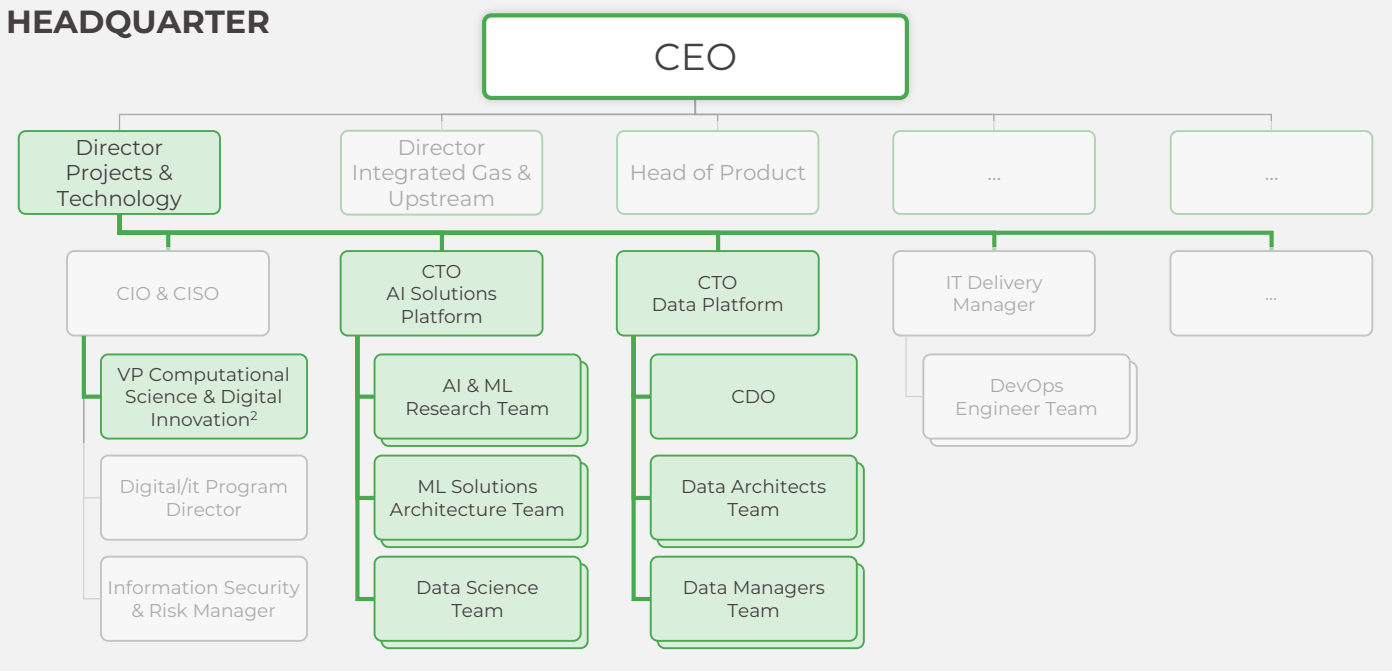 HEADQUARTER
CEO
Director
Projects &
Technology
Director
Integrated Gas &
Upstream
Head of Product
...
...
CIO & CISO
CTO
AI Solutions
Platform
CTO
Data Platform
IT Delivery
Manager
...
VP Computational
Science & Digital
Innovation²
AI & ML
Research Team
CDO
DevOps
Engineer Team
Digital/it Program
Director
ML Solutions
Architecture Team
Data Architects
Team
Information Security
& Risk Manager
Data Science
Team
Data Managers
Team